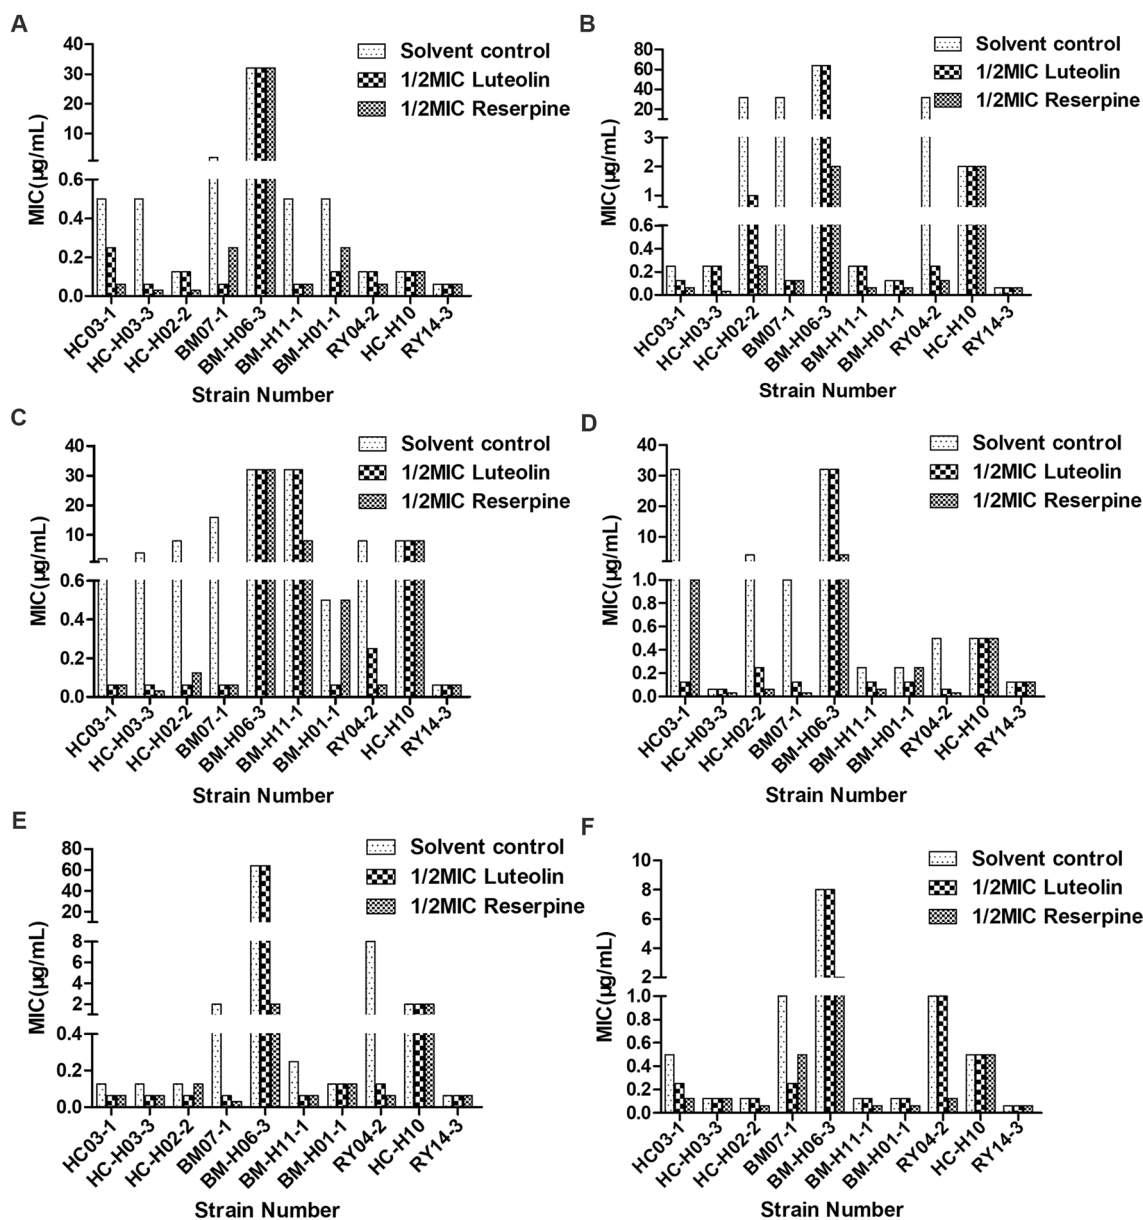 A
MIC(µg/mL)
40
30
20
10
0.6
0.4
0.2
0.0
Solvent control
1/2MIC Luteolin
1/2MIC Reserpine
HC03-1
HC-H03-3
HC-H02-2
BM07-1
BM-H06-3
BM-H11-1
BM-H01-1
RY04-2
HC-H10
RY14-3
Strain Number
B
MIC(µg/mL)
80
60
40
20
3
2
1
0.6
0.4
0.2
0.0
Solvent control
1/2MIC Luteolin
1/2MIC Reserpine
HC03-1
HC-H03-3
HC-H02-2
BM07-1
BM-H06-3
BM-H11-1
BM-H01-1
RY04-2
HC-H10
RY14-3
Strain Number
C
MIC(µg/mL)
40
30
20
10
0.6
0.4
0.2
0.0
Solvent control
1/2MIC Luteolin
1/2MIC Reserpine
HC03-1
HC-H03-3
HC-H02-2
BM07-1
BM-H06-3
BM-H11-1
BM-H01-1
RY04-2
HC-H10
RY14-3
Strain Number
D
MIC(µg/mL)
40
30
20
10
1.0
0.8
0.6
0.4
0.2
0.0
Solvent control
1/2MIC Luteolin
1/2MIC Reserpine
HC03-1
HC-H03-3
HC-H02-2
BM07-1
BM-H06-3
BM-H11-1
BM-H01-1
RY04-2
HC-H10
RY14-3
Strain Number
E
MIC(µg/mL)
80
60
40
20
8
6
4
2
0.4
0.2
0.0
Solvent control
1/2MIC Luteolin
1/2MIC Reserpine
HC03-1
HC-H03-3
HC-H02-2
BM07-1
BM-H06-3
BM-H11-1
BM-H01-1
RY04-2
HC-H10
RY14-3
Strain Number
F
MIC(µg/mL)
10
8
6
4
2
1.0
0.8
0.6
0.4
0.2
0.0
Solvent control
1/2MIC Luteolin
1/2MIC Reserpine
HC03-1
HC-H03-3
HC-H02-2
BM07-1
BM-H06-3
BM-H11-1
BM-H01-1
RY04-2
HC-H10
RY14-3
Strain Number